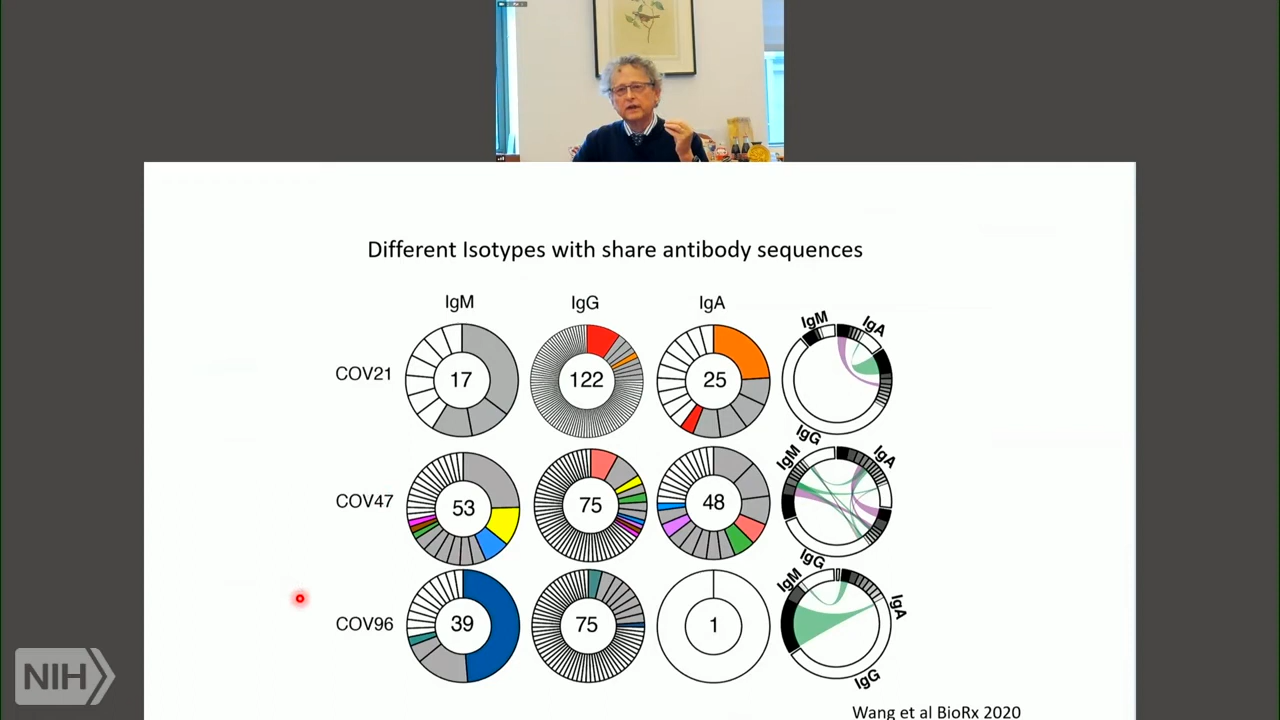 Different Isotypes with share antibody sequences
IgM IgG IgA
COV21 17 122 25 IgM IgA IgG
COV47 53 75 48 IgM IgA IgG
COV96 39 75 1 IgM IgA IgG
NIH
Wang et al BioRx 2020